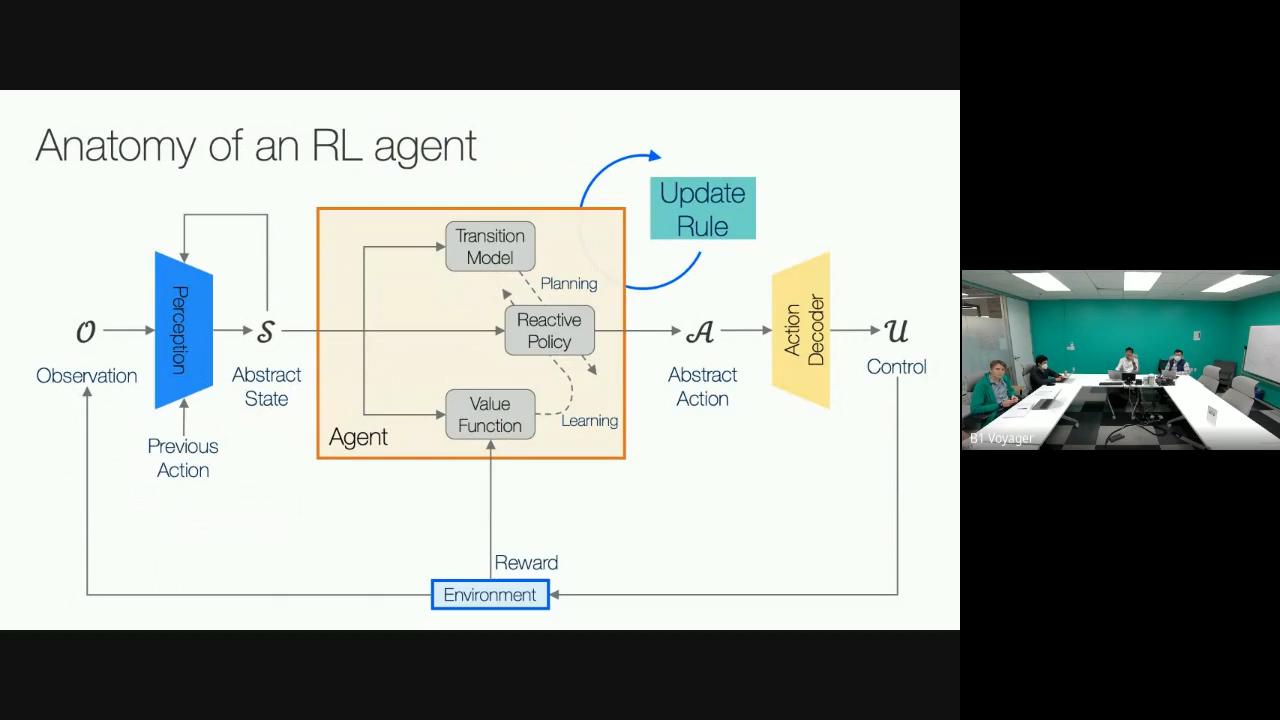 Anatomy of an RL agent
Update
Rule
Transition
Model
Planning
Perception
Reactive
Policy
Action
Decoder
O
S
A
U
Observation
Abstract
State
Abstract
Action
Control
Value
Function
Learning
Agent
Previous
Action
Reward
Environment
B1 Voyager